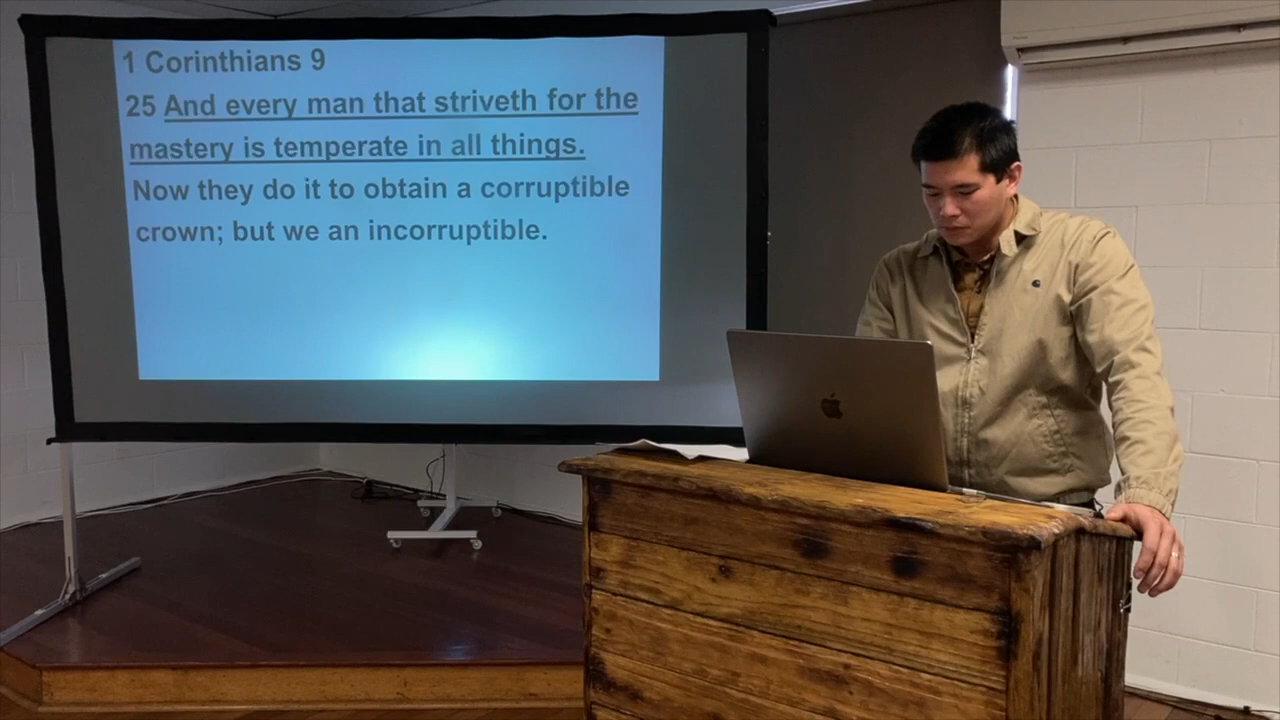 1 Corinthians 9
25 And every man that striveth for the
mastery is temperate in all things.
Now they do it to obtain a corruptible
crown; but we an incorruptible.